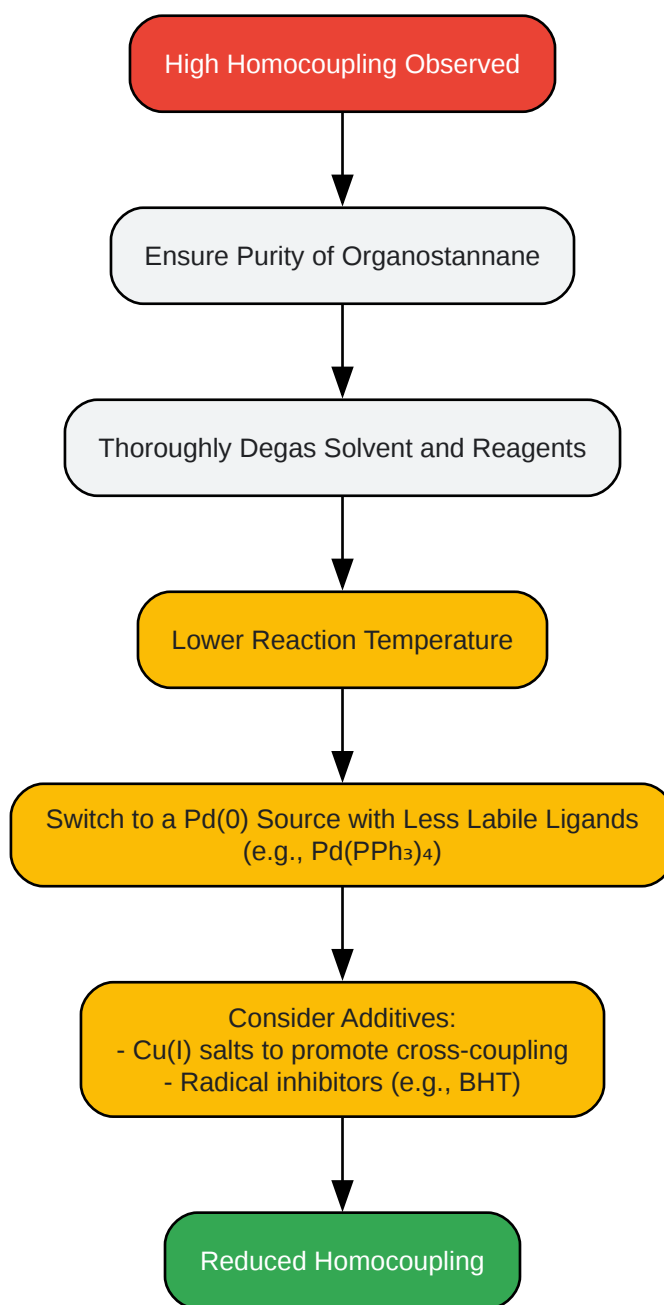 High Homocoupling Observed
Ensure Purity of Organostannane
Thoroughly Degas Solvent and Reagents
Lower Reaction Temperature
Switch to a Pd(0) Source with Less Labile Ligands
(e.g., Pd(PPh₃)₄)
Consider Additives:
- Cu(I) salts to promote cross-coupling
- Radical inhibitors (e.g., BHT)
Reduced Homocoupling